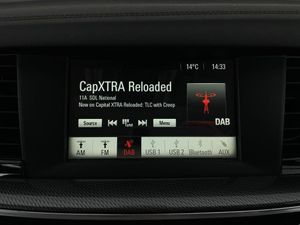 14°C 14:33
CapXTRA Reloaded
11A SDL National
Now on Capital XTRA Reloaded: TLC with Creep
Source Menu
DAB
AM FM DAB USB 1 USB 2 Bluetooth AUX